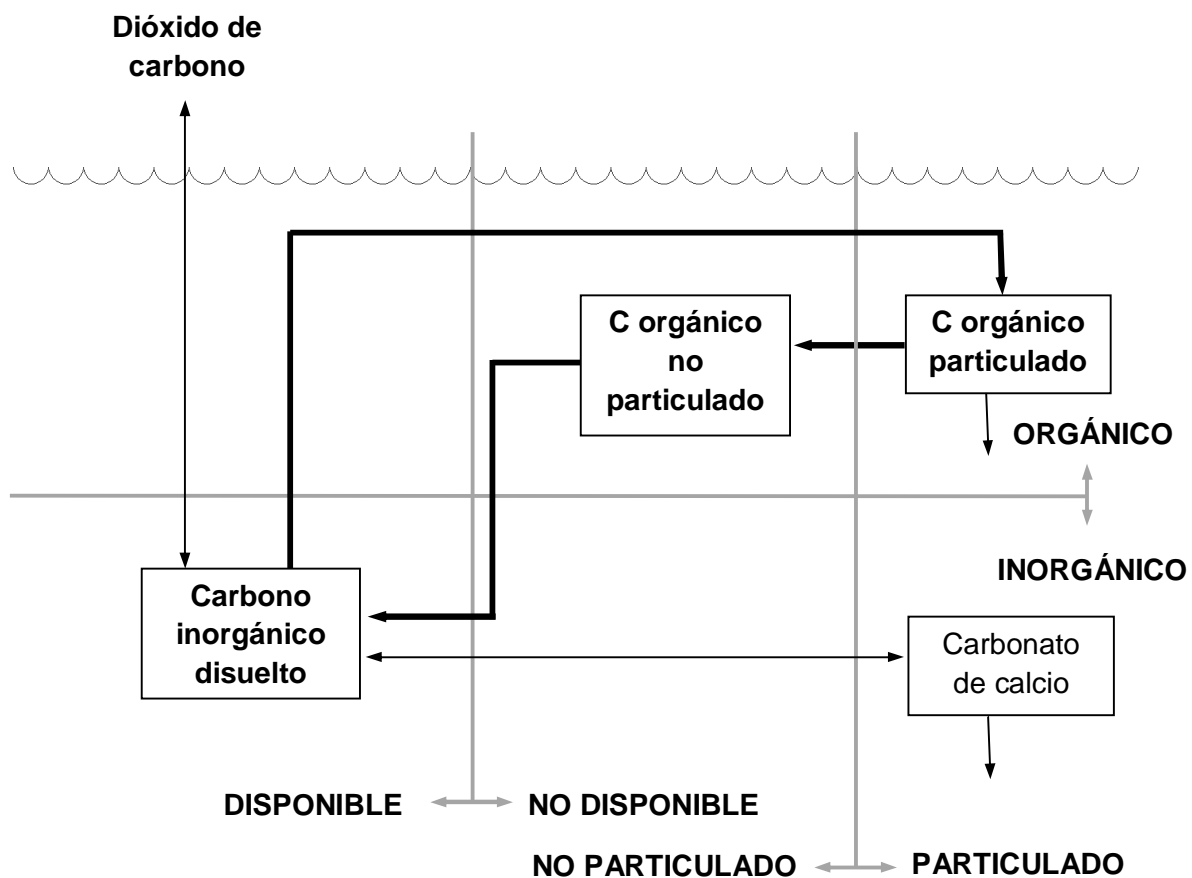 Dióxido de
carbono
C orgánico
no
particulado
C orgánico
particulado
ORGÁNICO
INORGÁNICO
Carbono
inorgánico
disuelto
Carbonato
de calcio
DISPONIBLE
NO DISPONIBLE
NO PARTICULADO
PARTICULADO